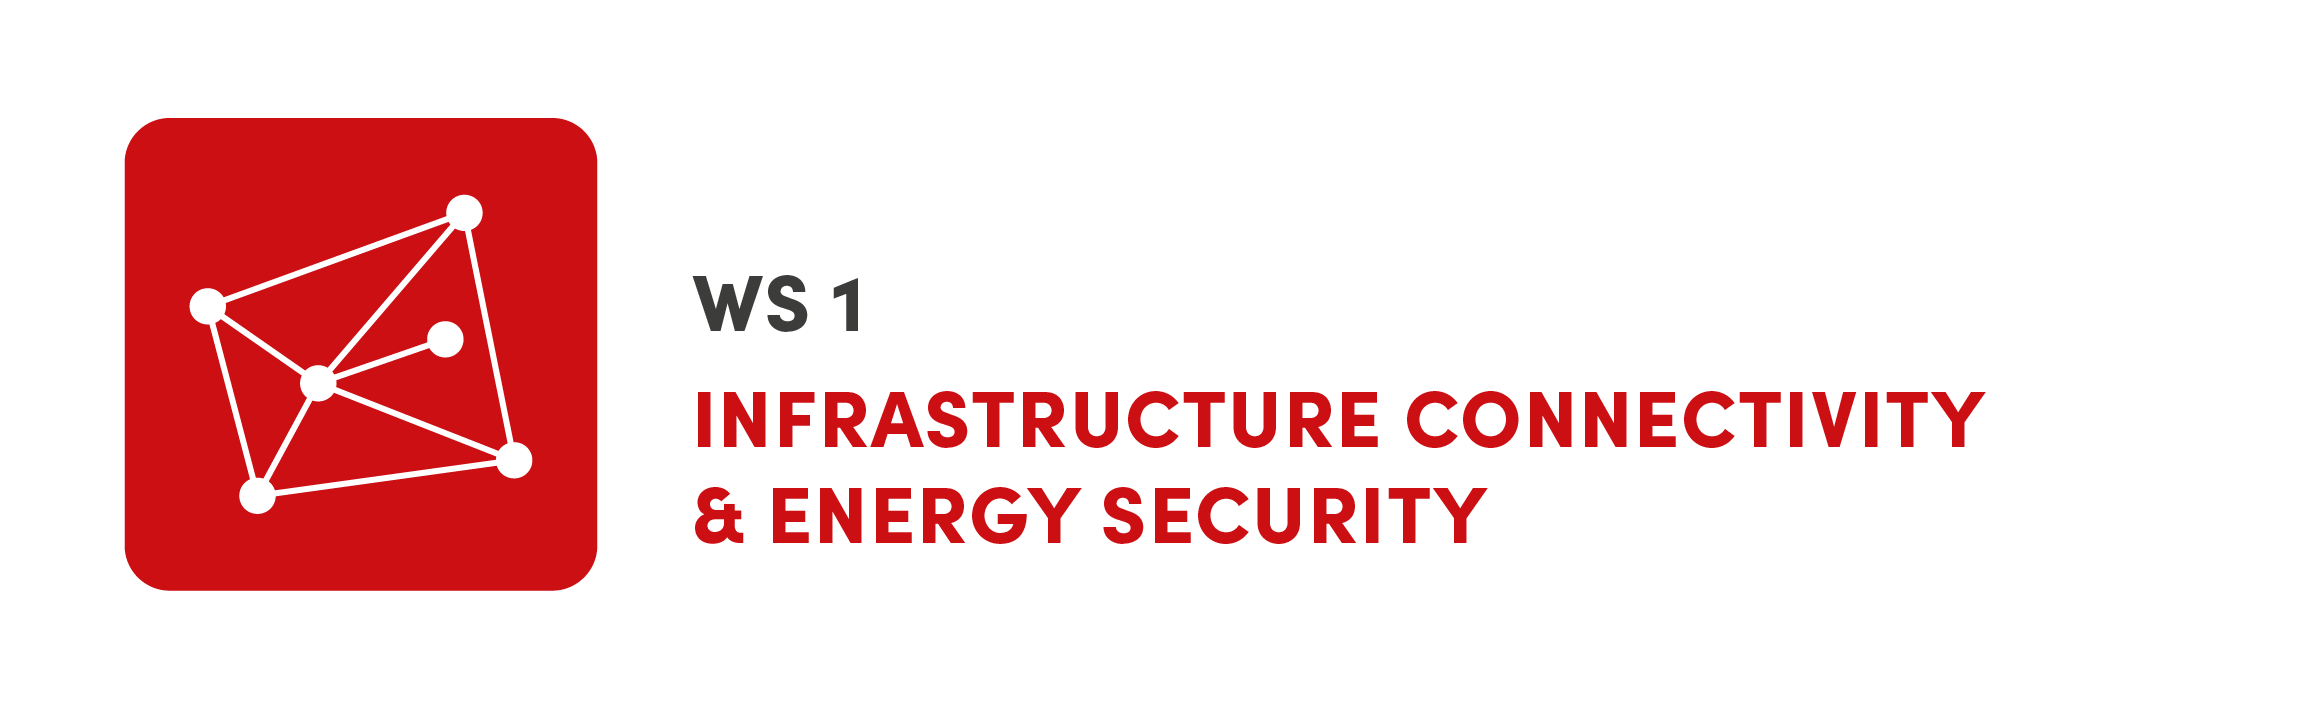 WS 1
INFRASTRUCTURE CONNECTIVITY
& ENERGY SECURITY